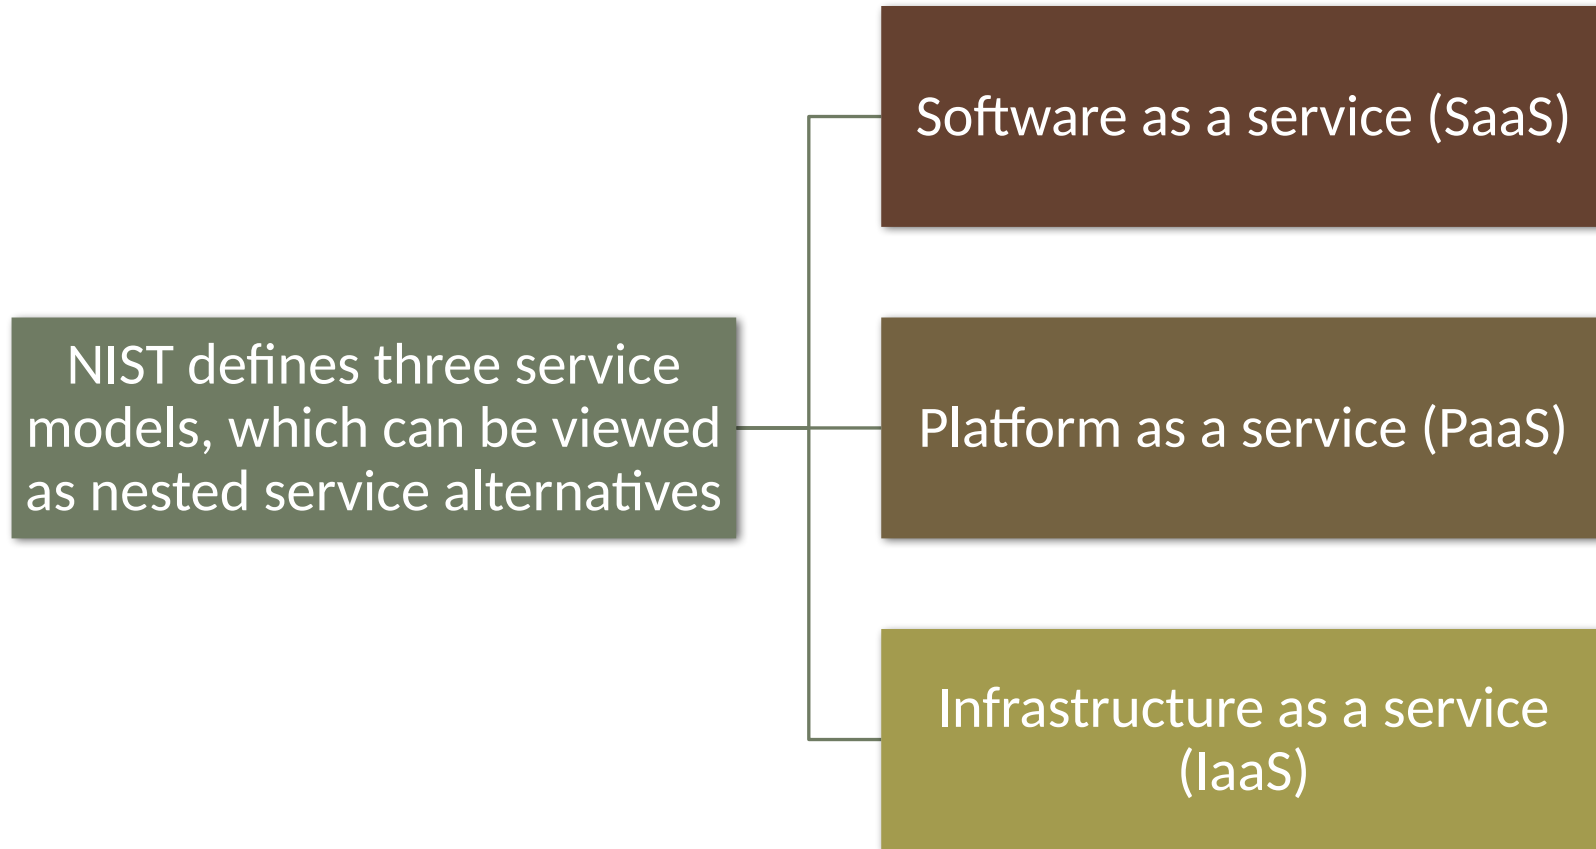 NIST defines three service
models, which can be viewed
as nested service alternatives
Software as a service (SaaS)
Platform as a service (PaaS)
Infrastructure as a service
(IaaS)